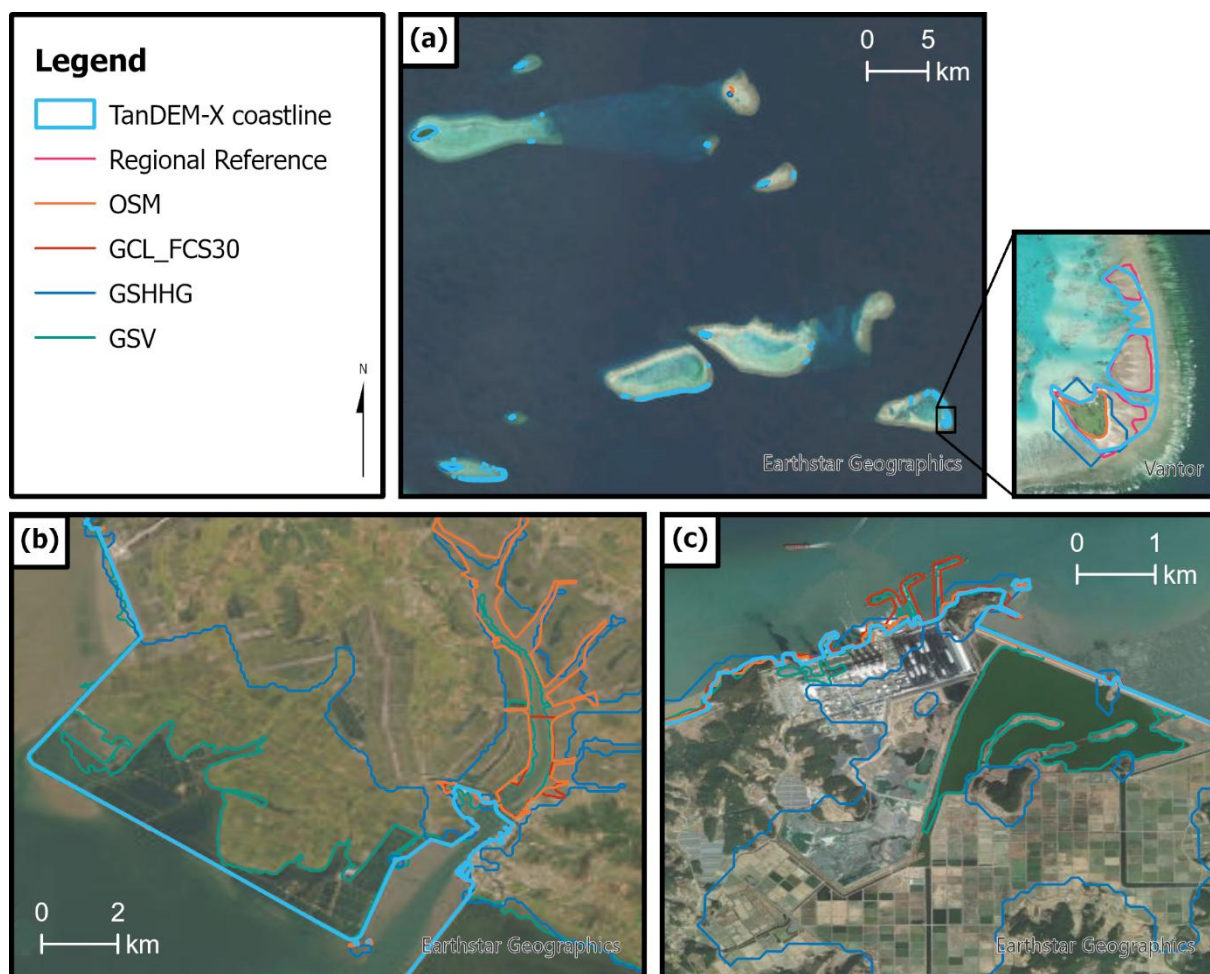 Legend
TanDEM-X coastline
Regional Reference
OSM
GCL_FCS30
GSHHG
GSV
N
(a)
0 5
km
Earthstar Geographics
Vantor
(b)
0 2
km
Earthstar Geographics
(c)
0 1
km
Earthstar Geographics